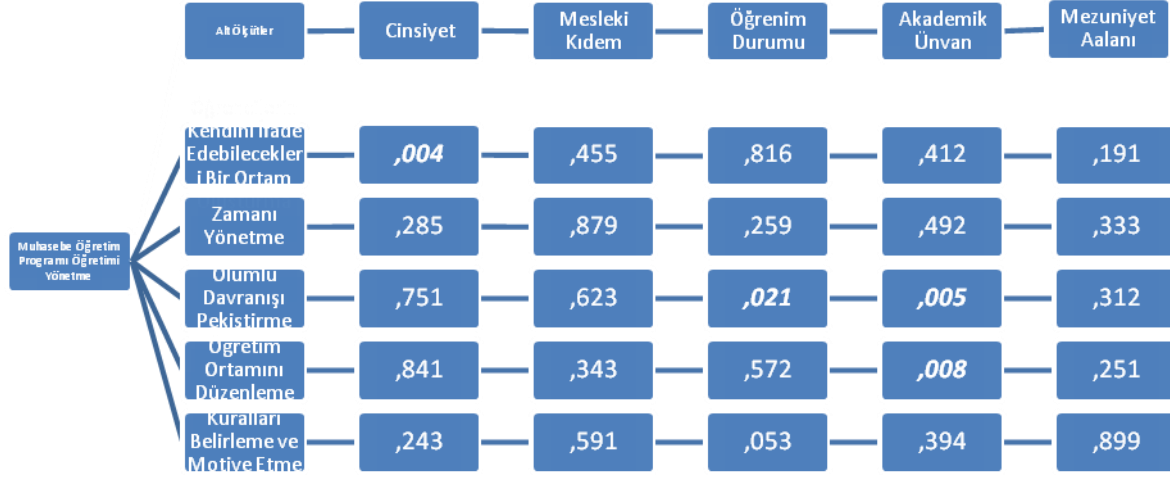 Alt Ölçütler
Cinsiyet
Mesleki
Kıdem
Öğrenim
Durumu
Akademik
Ünvan
Mezuniyet
Aalanı
Kendini İfade
Edebilecekler
i Bir Ortam
,004
,455
,816
,412
,191
Zamanı
Yönetme
,285
,879
,259
,492
,333
Muhasebe Öğretim
Programı Öğretimi
Yönetme
Olumlu
Davranışı
Pekiştirme
,751
,623
,021
,005
,312
Öğretim
Ortamını
Düzenleme
,841
,343
,572
,008
,251
Kuralları
Belirleme ve
Motive Etme
,243
,591
,053
,394
,899